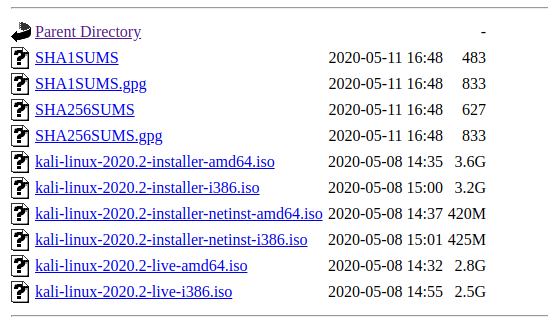 Parent Directory -
SHA1SUMS 2020-05-11 16:48 483
SHA1SUMS.gpg 2020-05-11 16:48 833
SHA256SUMS 2020-05-11 16:48 627
SHA256SUMS.gpg 2020-05-11 16:48 833
kali-linux-2020.2-installer-amd64.iso 2020-05-08 14:35 3.6G
kali-linux-2020.2-installer-i386.iso 2020-05-08 15:00 3.2G
kali-linux-2020.2-installer-netinst-amd64.iso 2020-05-08 14:37 420M
kali-linux-2020.2-installer-netinst-i386.iso 2020-05-08 15:01 425M
kali-linux-2020.2-live-amd64.iso 2020-05-08 14:32 2.8G
kali-linux-2020.2-live-i386.iso 2020-05-08 14:55 2.5G